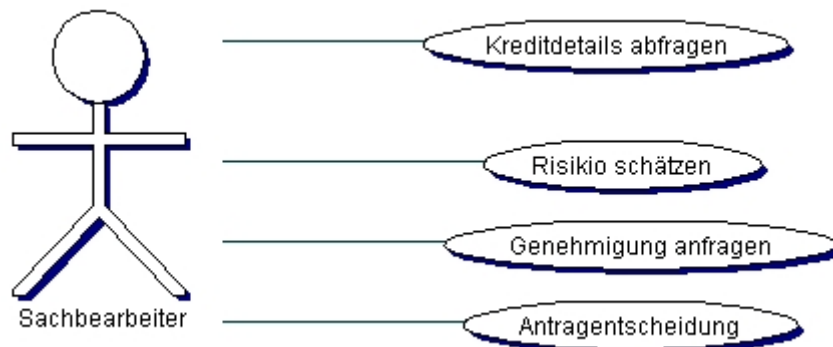 Kreditdetails abfragen
Risikio schätzen
Genehmigung anfragen
Sachbearbeiter
Antragentscheidung